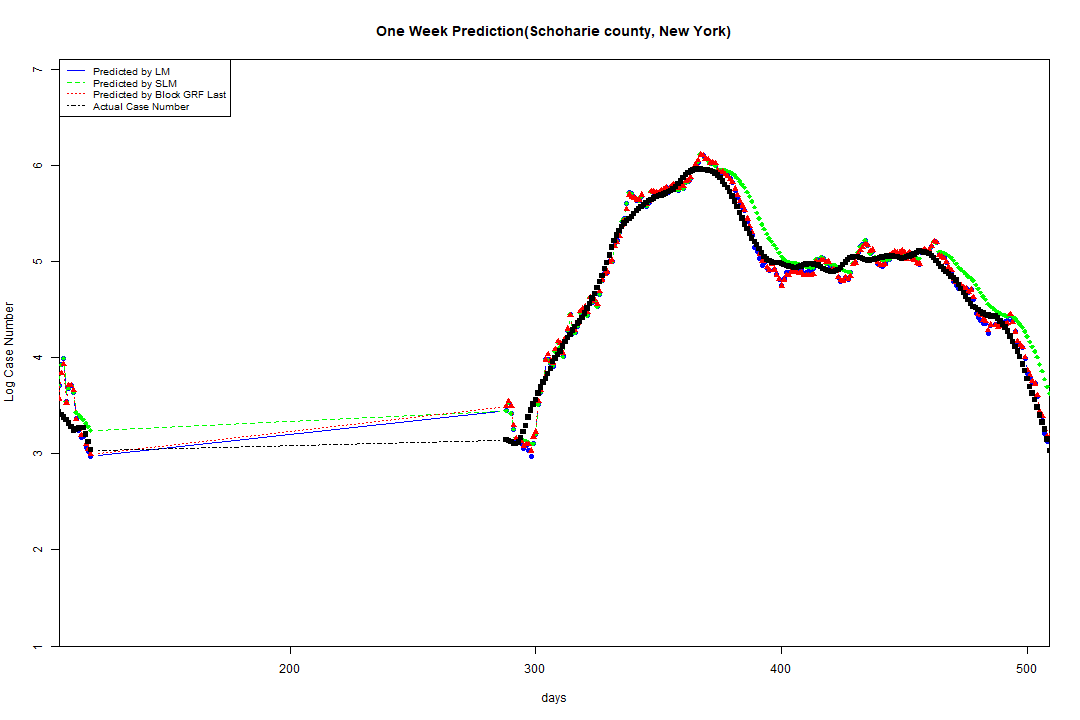 One Week Prediction(Schoharie county, New York)
Predicted by LM
Predicted by SLM
Predicted by Block GRF Last
Actual Case Number
Log Case Number
7
6
5
4
3
2
1
200 300 400 500
days